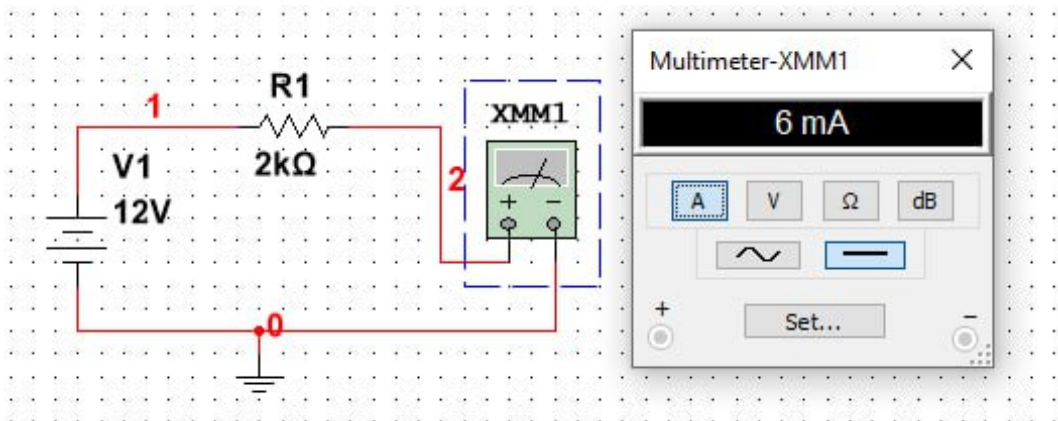 1
R1
2kΩ
V1
12V
2
0
XMM1
+ −
Multimeter-XMM1
6 mA
A V Ω dB
Set...
+ −